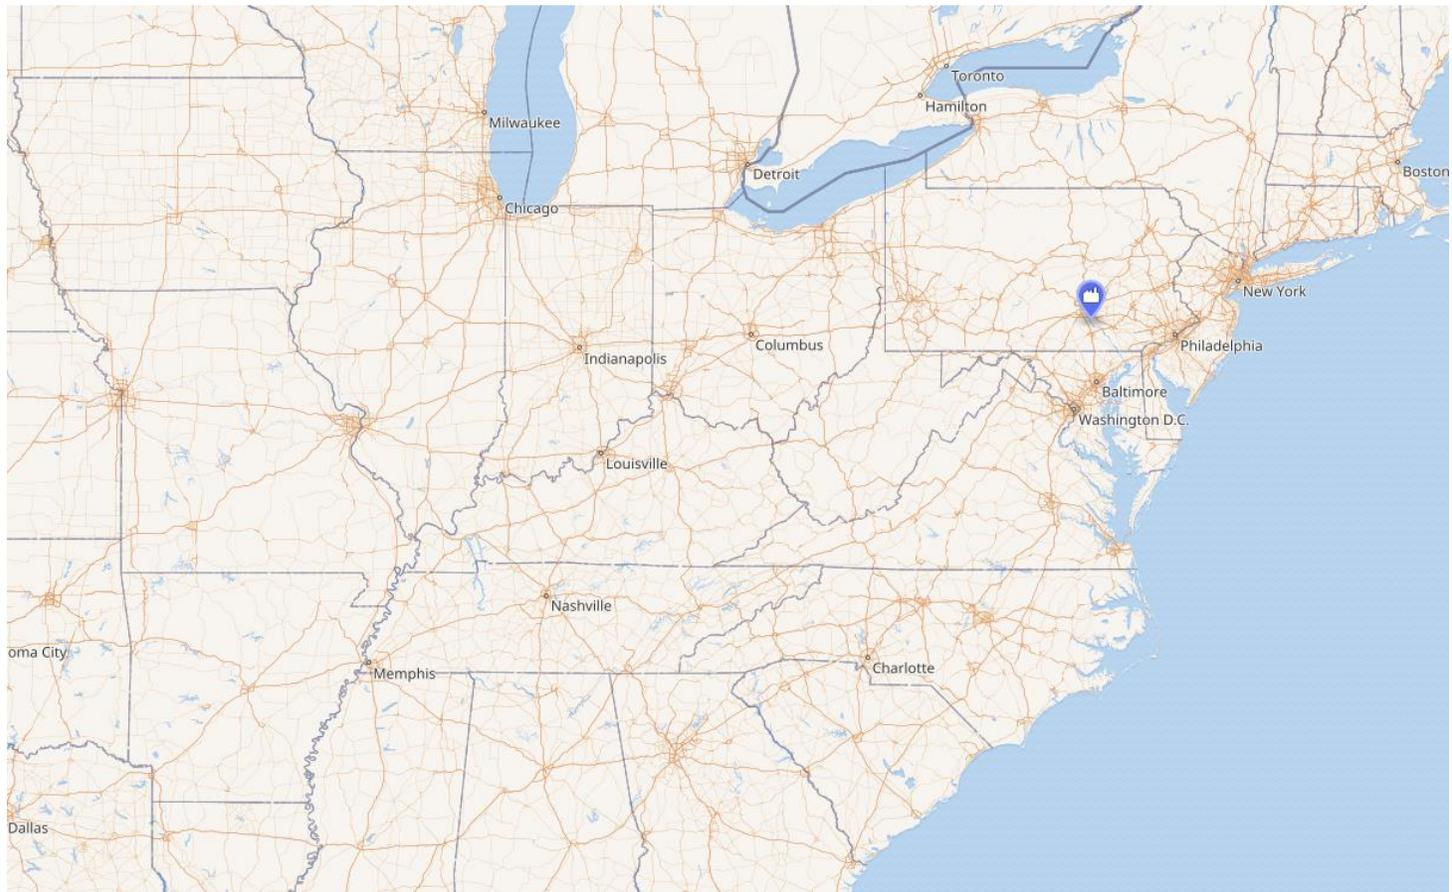 Toronto
Hamilton
Milwaukee
Detroit
Boston
Chicago
New York
Columbus
Philadelphia
Indianapolis
Baltimore
Washington D.C.
Louisville
Nashville
oma City
Charlotte
Memphis
Dallas